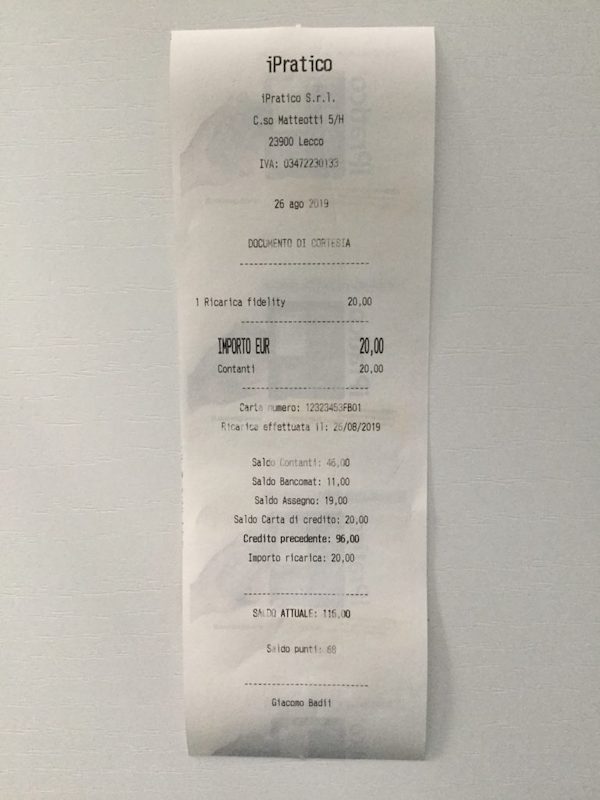 iPratico
iPratico S.r.l.
C.so Matteotti 5/H
23900 Lecco
IVA: 03472230133
26 ago 2019
DOCUMENTO DI CORTESIA
1 Ricarica fidelity 20,00
IMPORTO EUR 20,00
Contanti 20,00
Carta numero: 12323453FB01
Ricarica effettuata il: 26/08/2019
Saldo Contanti: 46,00
Saldo Bancomat: 11,00
Saldo Assegno: 19,00
Saldo Carta di credito: 20,00
Credito precedente: 96,00
Importo ricarica: 20,00
SALDO ATTUALE: 116,00
Saldo punti: 68
Giacomo Badii